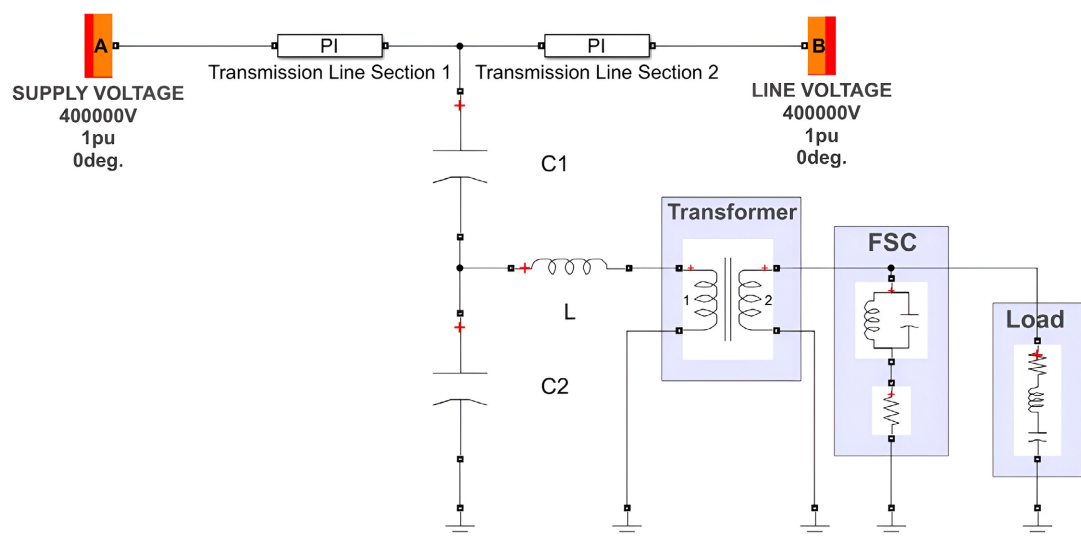 A
PI
PI
B
Transmission Line Section 1
Transmission Line Section 2
SUPPLY VOLTAGE
400000V
1pu
0deg.
LINE VOLTAGE
400000V
1pu
0deg.
C1
Transformer
FSC
1
2
L
Load
C2